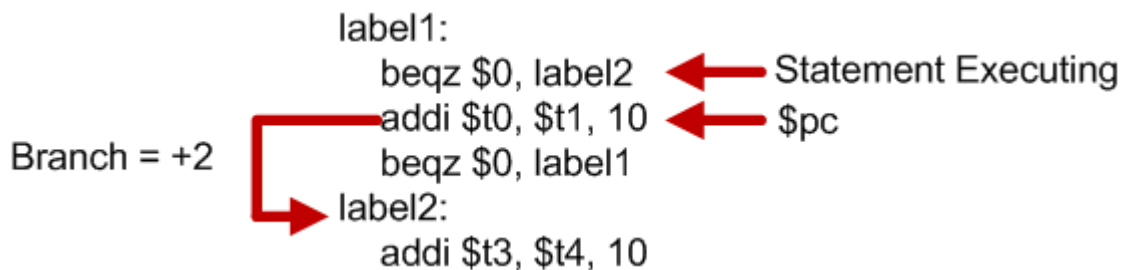 label1:
beqz $0, label2
Statement Executing
addi $t0, $t1, 10
$pc
Branch = +2
beqz $0, label1
label2:
addi $t3, $t4, 10